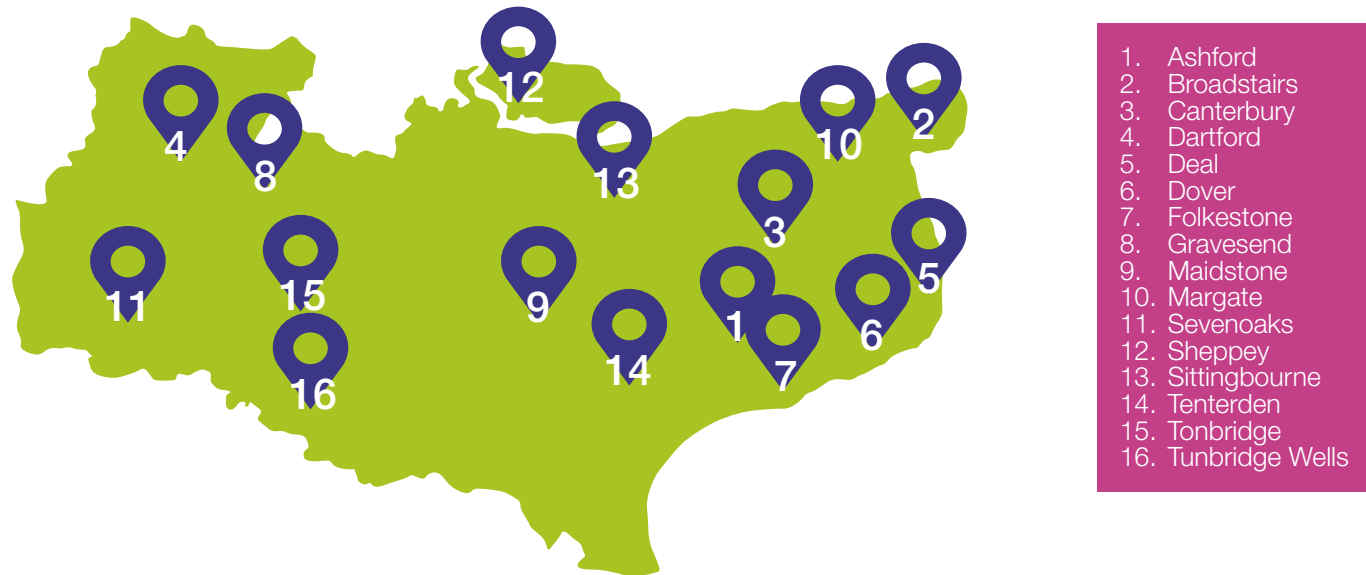 12
2
4
10
8
13
3
5
11
15
9
1
6
14
7
16
1. Ashford
2. Broadstairs
3. Canterbury
4. Dartford
5. Deal
6. Dover
7. Folkestone
8. Gravesend
9. Maidstone
10. Margate
11. Sevenoaks
12. Sheppey
13. Sittingbourne
14. Tenterden
15. Tonbridge
16. Tunbridge Wells